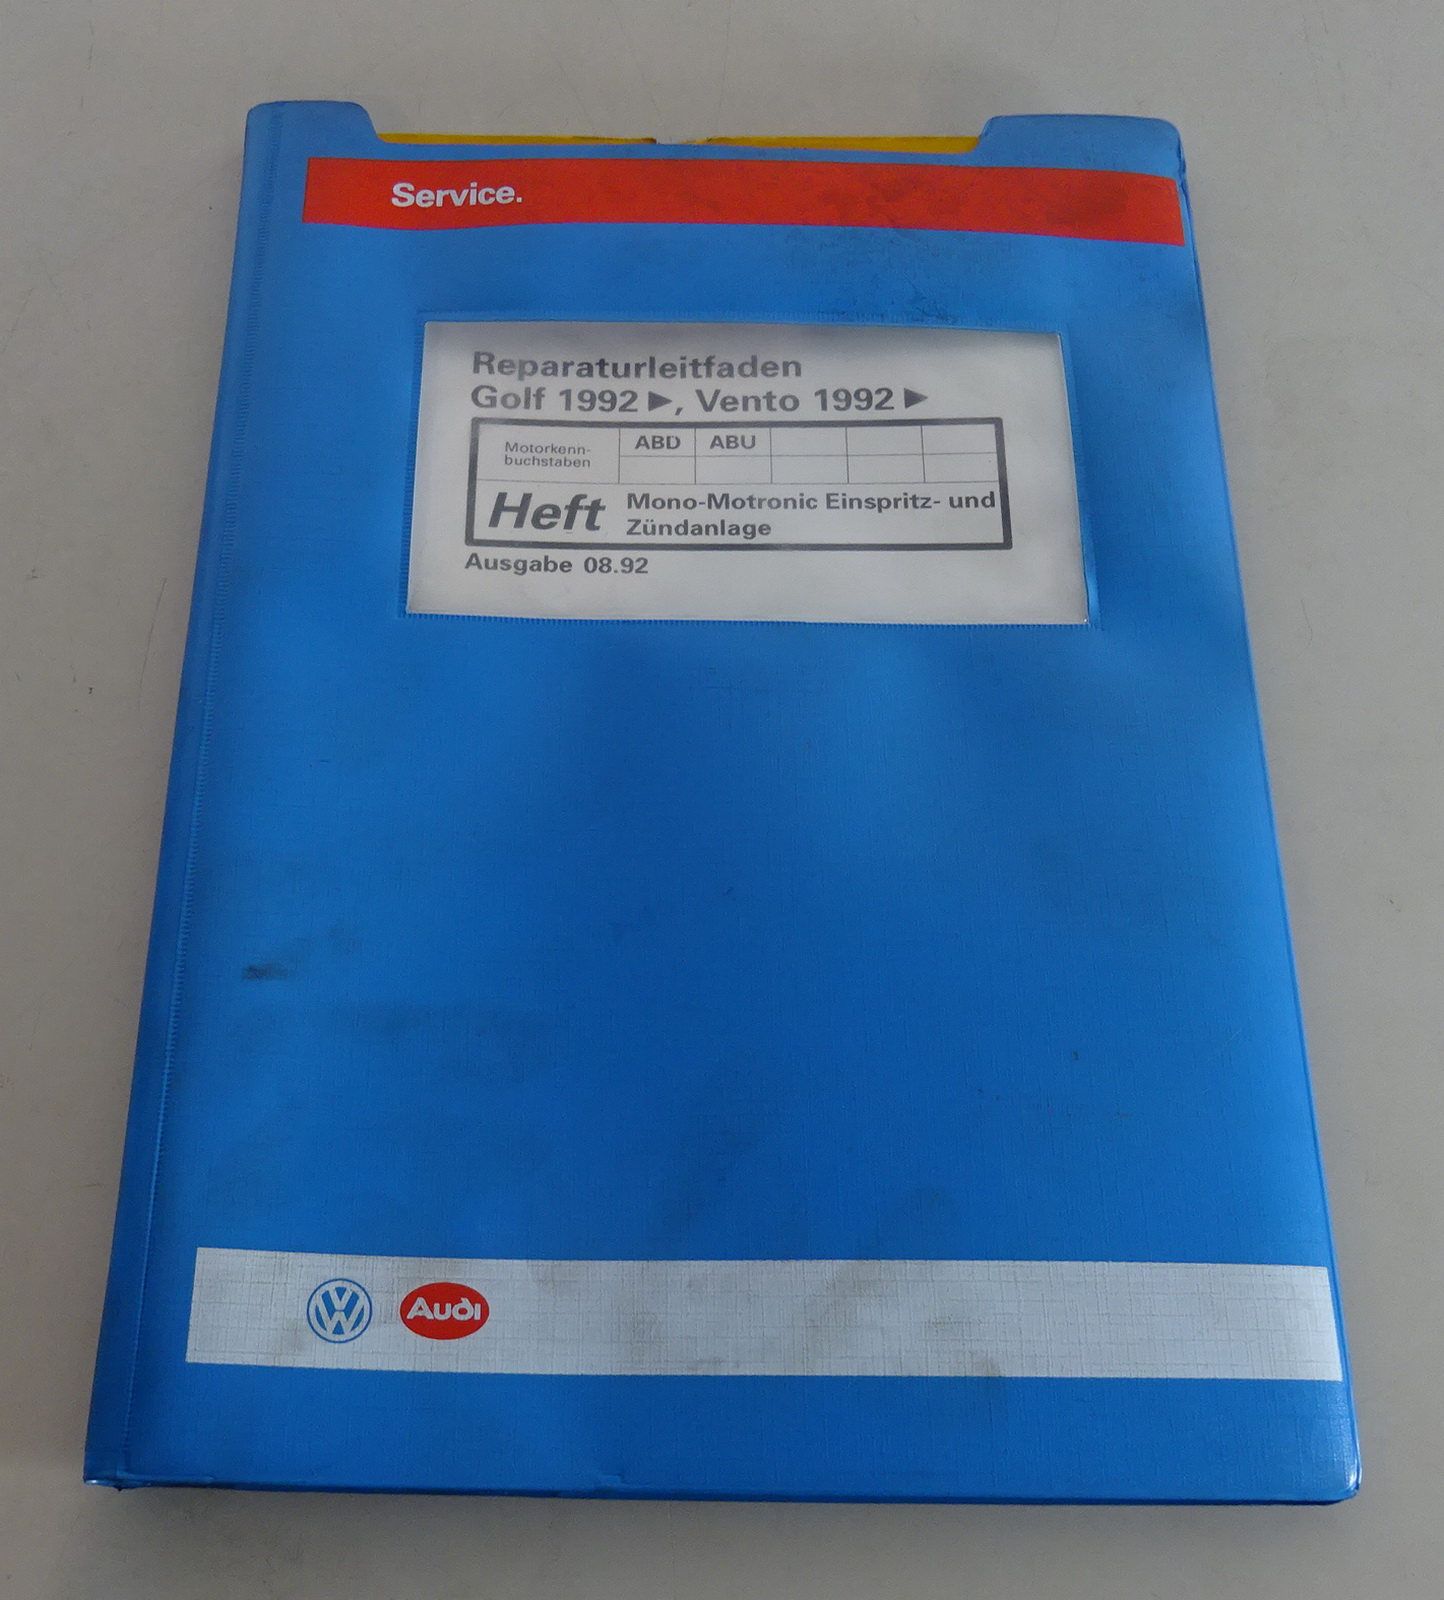 Service.
Reparaturleitfaden
Golf 1992 ►, Vento 1992 ►
Motorkenn-
buchstaben
ABD ABU
Heft
Mono-Motronic Einspritz- und
Zündanlage
Ausgabe 08.92
VW Audi